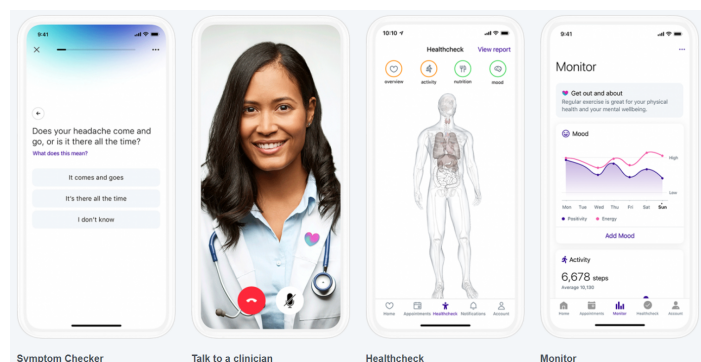 9:41
Does your headache come and
go, or is it there all the time?
What does this mean?
It comes and goes
It's there all the time
I don't know
Symptom Checker
Talk to a clinician
10:10
Healthcheck
View report
overview
activity
nutrition
mood
Home
Appointments
Healthcheck
Notifications
Account
Healthcheck
9:41
Monitor
Get out and about
Regular exercise is great for your physical
health and your mental wellbeing.
Mood
High
Low
Mon Tue Wed Thu Fri Sat Sun
Positivity Energy
Add Mood
Activity
6,678 steps
Average 10,130
Home
Appointments
Monitor
Healthcheck
Account
Monitor